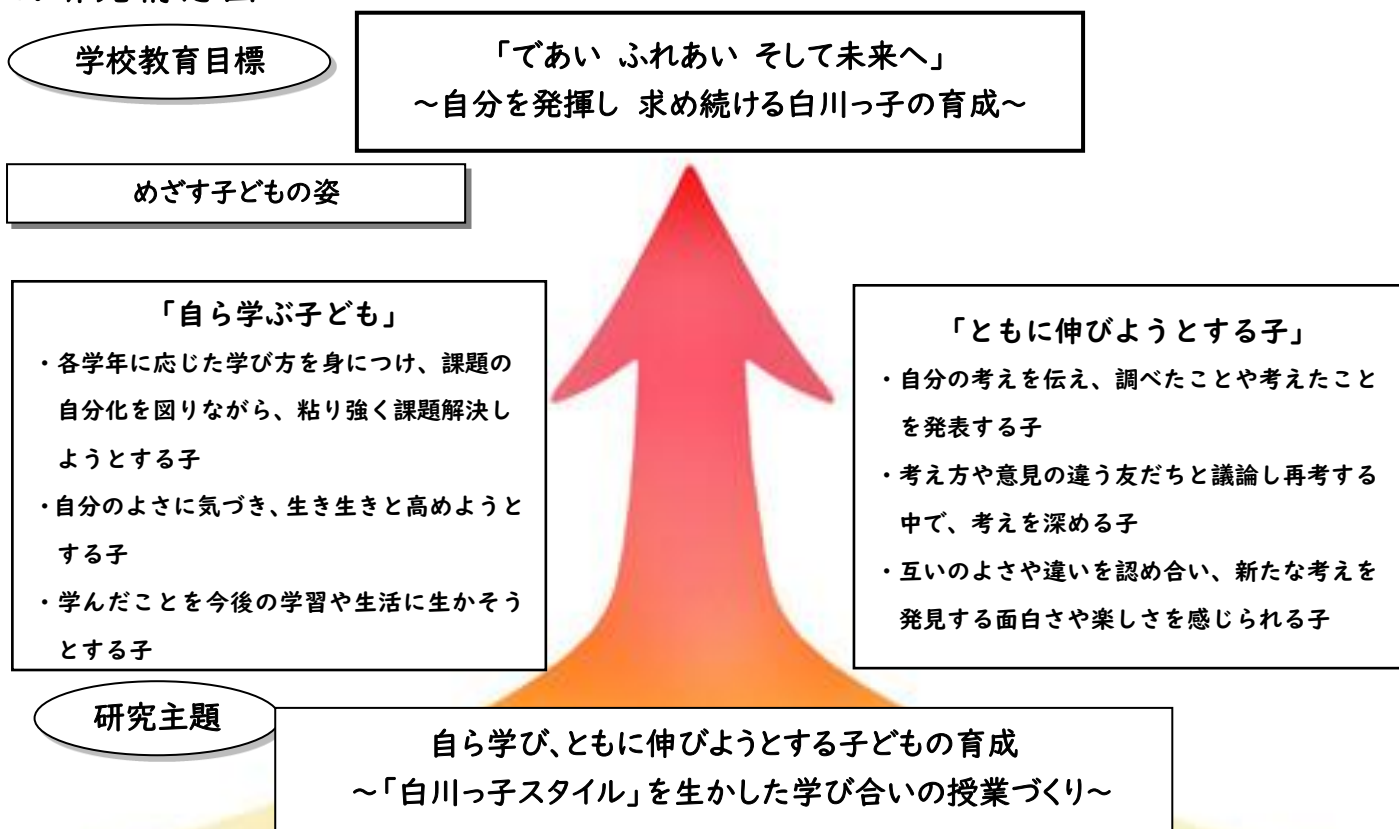 学校教育目標
「であい ふれあい そして未来へ」
~自分を発揮し 求め続ける白川っ子の育成~
めざす子どもの姿
「自ら学ぶ子ども」
・各学年に応じた学び方を身につけ、課題の
自分化を図りながら、粘り強く課題解決し
ようとする子
・自分のよさに気づき、生き生きと高めようと
する子
・学んだことを今後の学習や生活に生かそう
とする子
「ともに伸びようとする子」
・自分の考えを伝え、調べたことや考えたこと
を発表する子
・考え方や意見の違う友だちと議論し再考する
中で、考えを深める子
・互いのよさや違いを認め合い、新たな考えを
発見する面白さや楽しさを感じられる子
研究主題
自ら学び、ともに伸びようとする子どもの育成
~「白川っ子スタイル」を生かした学び合いの授業づくり~